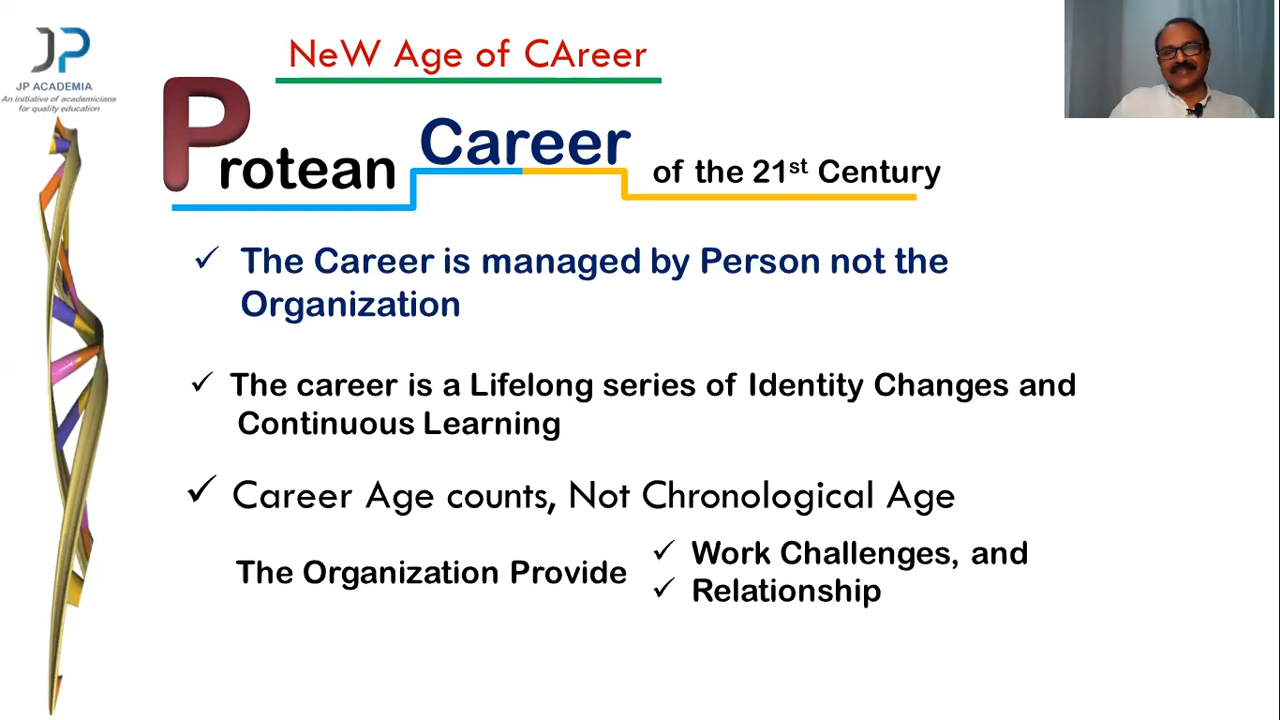 JP
JP ACADEMIA
An initiative of academicians
for quality education
NeW Age of CAreer
Protean Career of the 21st Century
✓ The Career is managed by Person not the
Organization
✓ The career is a Lifelong series of Identity Changes and
Continuous Learning
✓ Career Age counts, Not Chronological Age
The Organization Provide
✓ Work Challenges, and
✓ Relationship